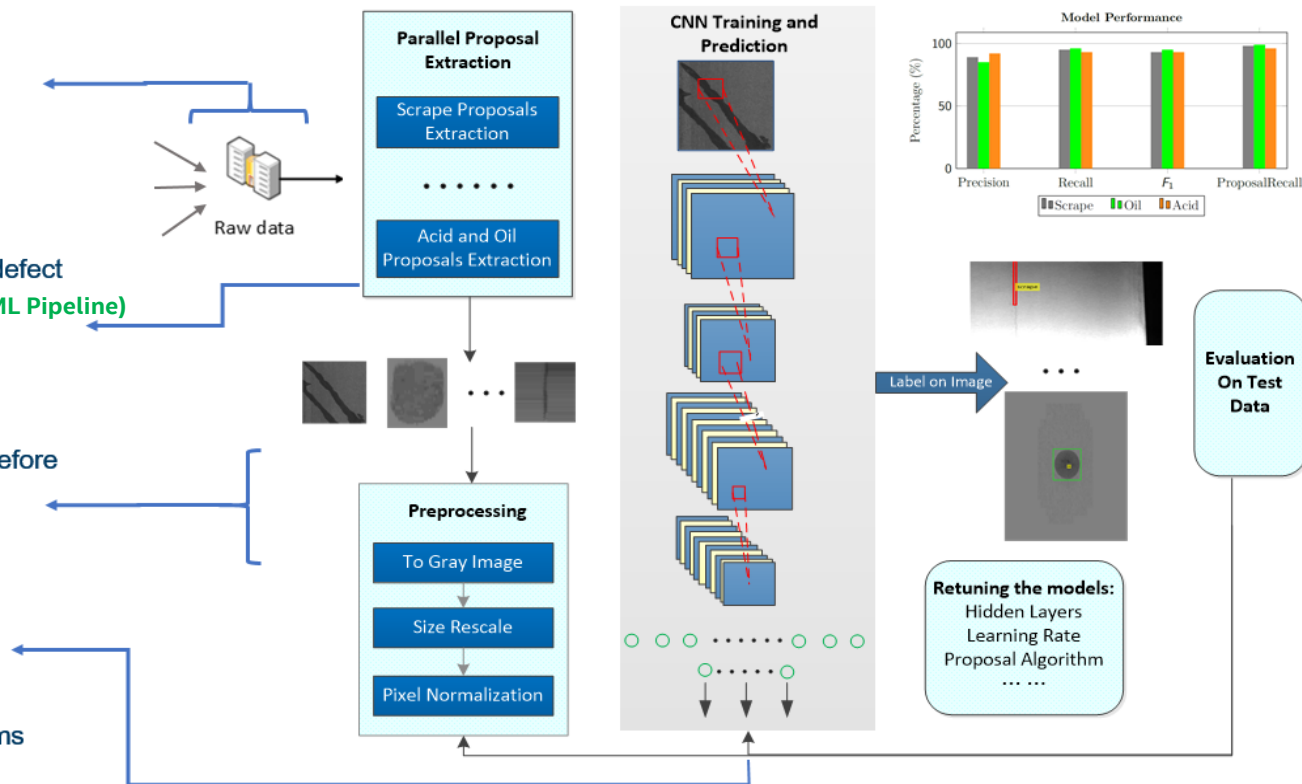 Parallel Proposal
Extraction
Scrape Proposals
Extraction
......
Acid and Oil
Proposals Extraction
Raw data
defect
ML Pipeline)
...
efore
Preprocessing
To Gray Image
Size Rescale
Pixel Normalization
ms
CNN Training and
Prediction
......
.....
Label on Image
Model Performance
Percentage (%)
100
50
0
Precision
Recall
F1
ProposalRecall
Scrape
Oil
Acid
...
Evaluation
On Test
Data
Retuning the models:
Hidden Layers
Learning Rate
Proposal Algorithm
... ...